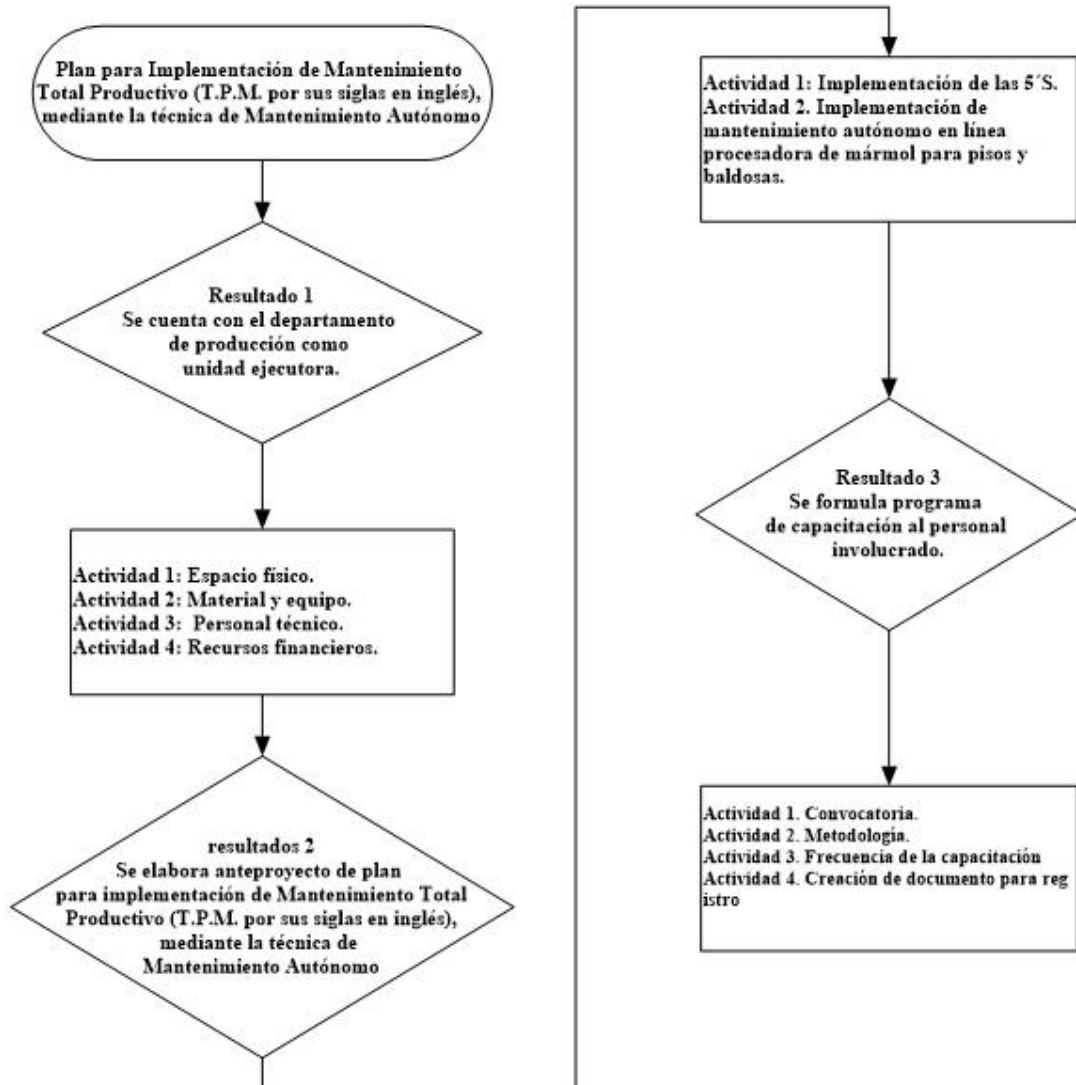 Plan para Implementación de Mantenimiento
Total Productivo (T.P.M. por sus siglas en inglés),
mediante la técnica de Mantenimiento Autónomo
Resultado 1
Se cuenta con el departamento
de producción como
unidad ejecutora.
Actividad 1: Espacio físico.
Actividad 2: Material y equipo.
Actividad 3: Personal técnico.
Actividad 4: Recursos financieros.
resultados 2
Se elabora anteproyecto de plan
para implementación de Mantenimiento Total
Productivo (T.P.M. por sus siglas en inglés),
mediante la técnica de
Mantenimiento Autónomo
Actividad 1: Implementación de las 5´S.
Actividad 2. Implementación de
mantenimiento autónomo en línea
procesadora de mármol para pisos y
baldosas.
Resultado 3
Se formula programa
de capacitación al personal
involucrado.
Actividad 1. Convocatoria.
Actividad 2. Metodología.
Actividad 3. Frecuencia de la capacitación
Actividad 4. Creación de documento para reg
istro